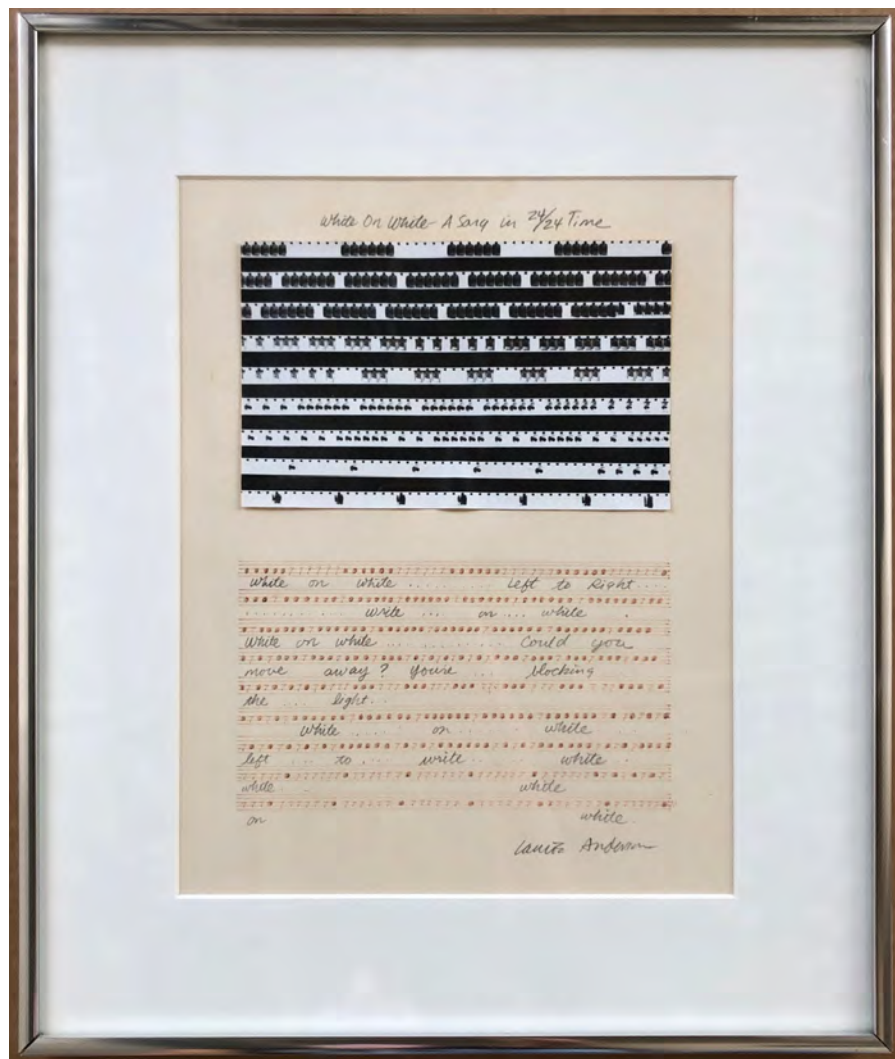 White On White - A Song in 24/24 Time
White on white .......... Left to Right ....
.......... write ... on .... white .
White on white ............. Could you
move away? You're ... blocking
the .... light...
white ..... on ..... white
left ... to .... write .... white ..
white ... white
on white.
Laurie Anderson